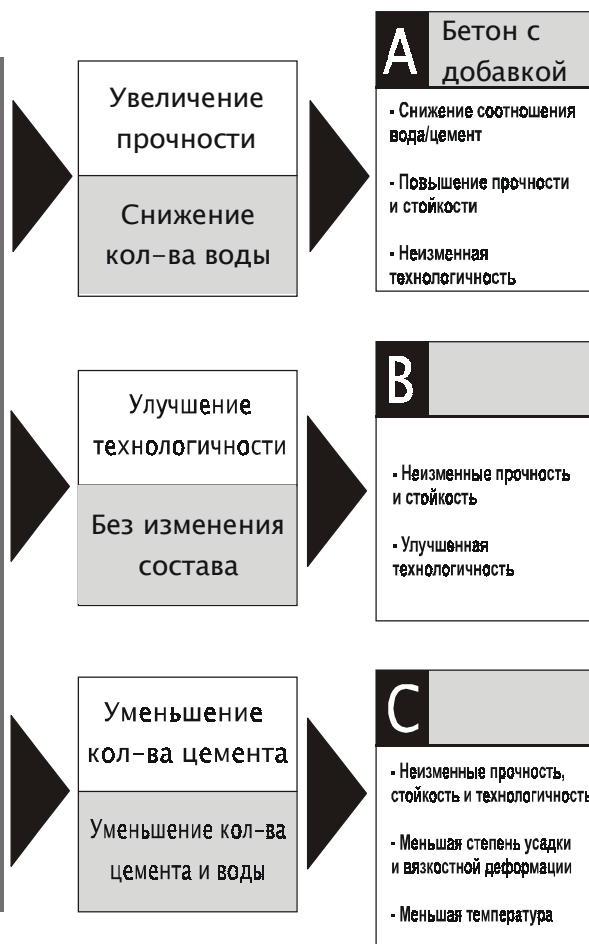 Увеличение
прочности
Снижение
кол-ва воды
A
Бетон с
добавкой
- Снижение соотношения
вода/цемент
- Повышение прочности
и стойкости
- Неизменная
технологичность
Улучшение
технологичности
Без изменения
состава
B
- Неизменные прочность
и стойкость
- Улучшенная
технологичность
Уменьшение
кол-ва цемента
Уменьшение кол-ва
цемента и воды
C
- Неизменные прочность,
стойкость и технологичность
- Меньшая степень усадки
и вязкостной деформации
- Меньшая температура